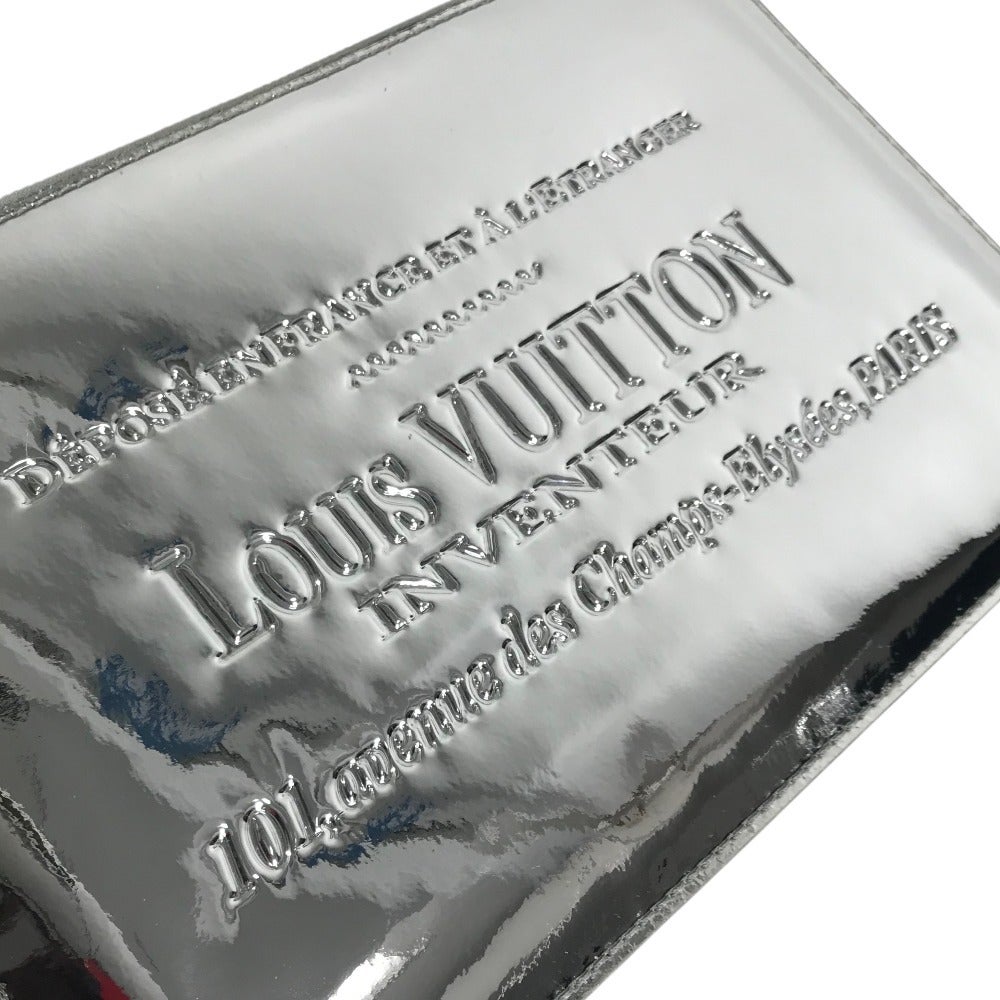 DÉPOSÉ EN FRANCE ET À L'ÉTRANGER
LOUIS VUITTON
INVENTEUR
101, avenue des Champs-Elysées, PARIS